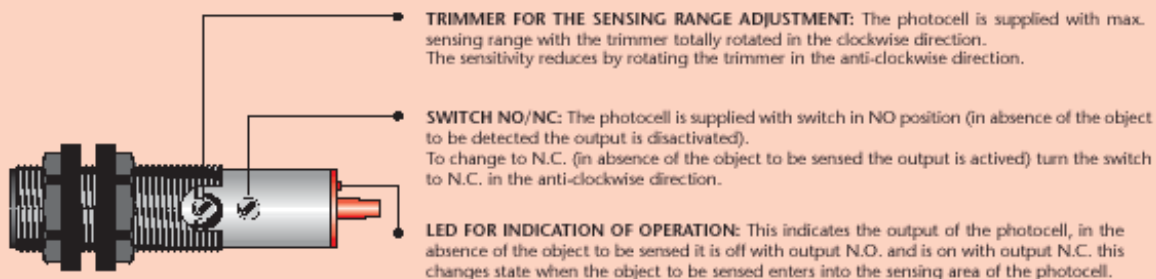 TRIMMER FOR THE SENSING RANGE ADJUSTMENT: The photocell is supplied with max.
sensing range with the trimmer totally rotated in the clockwise direction.
The sensitivity reduces by rotating the trimmer in the anti-clockwise direction.
SWITCH NO/NC: The photocell is supplied with switch in NO position (in absence of the object
to be detected the output is disactivated).
To change to N.C. (in absence of the object to be sensed the output is actived) turn the switch
to N.C. in the anti-clockwise direction.
LED FOR INDICATION OF OPERATION: This indicates the output of the photocell, in the
absence of the object to be sensed it is off with output N.O. and is on with output N.C. this
changes state when the object to be sensed enters into the sensing area of the photocell.